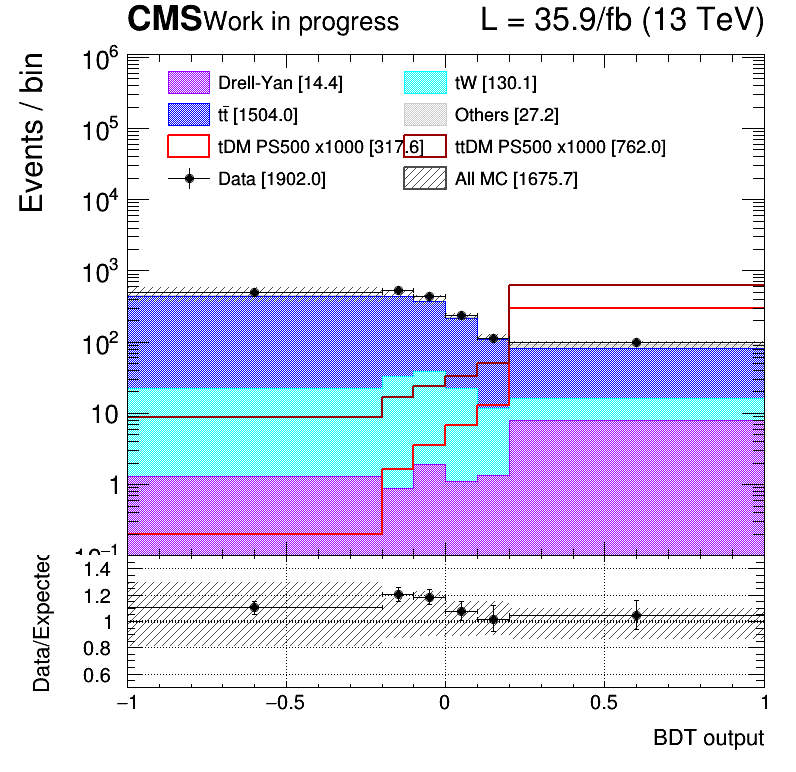 CMS Work in progress L = 35.9/fb (13 TeV)
Events / bin
10⁶
10⁵
10⁴
10³
10²
10
1
10⁻¹
Drell-Yan [14.4] tW [130.1]
tt̄ [1504.0] Others [27.2]
tDM PS500 x1000 [317.6] ttDM PS500 x1000 [762.0]
Data [1902.0] All MC [1675.7]
Data/Expected
1.4
1.2
1
0.8
0.6
−1 −0.5 0 0.5 1
BDT output